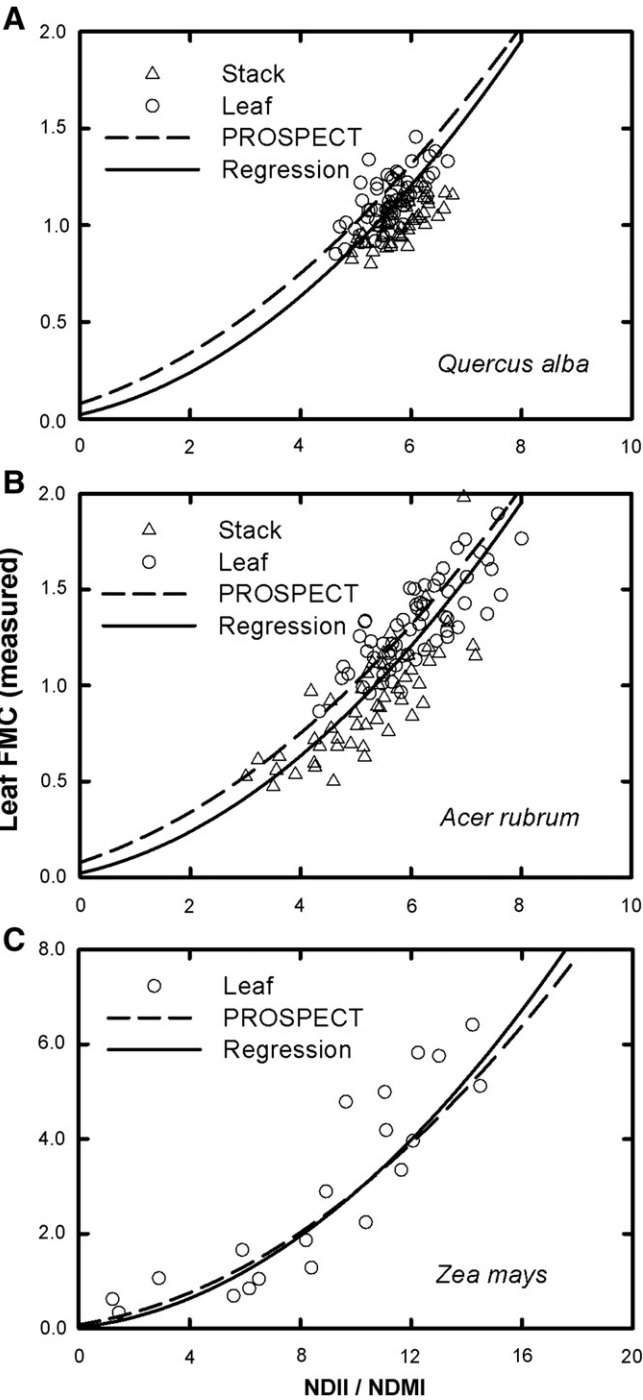 A
2.0
Stack
Leaf
1.5
PROSPECT
Regression
1.0
0.5
Quercus alba
0.0
0 2 4 6 8 10
B
2.0
Stack
Leaf
1.5
PROSPECT
Regression
1.0
0.5
Acer rubrum
0.0
0 2 4 6 8 10
Leaf FMC (measured)
C
8.0
Leaf
PROSPECT
6.0
Regression
4.0
2.0
Zea mays
0.0
0 4 8 12 16 20
NDII / NDMI